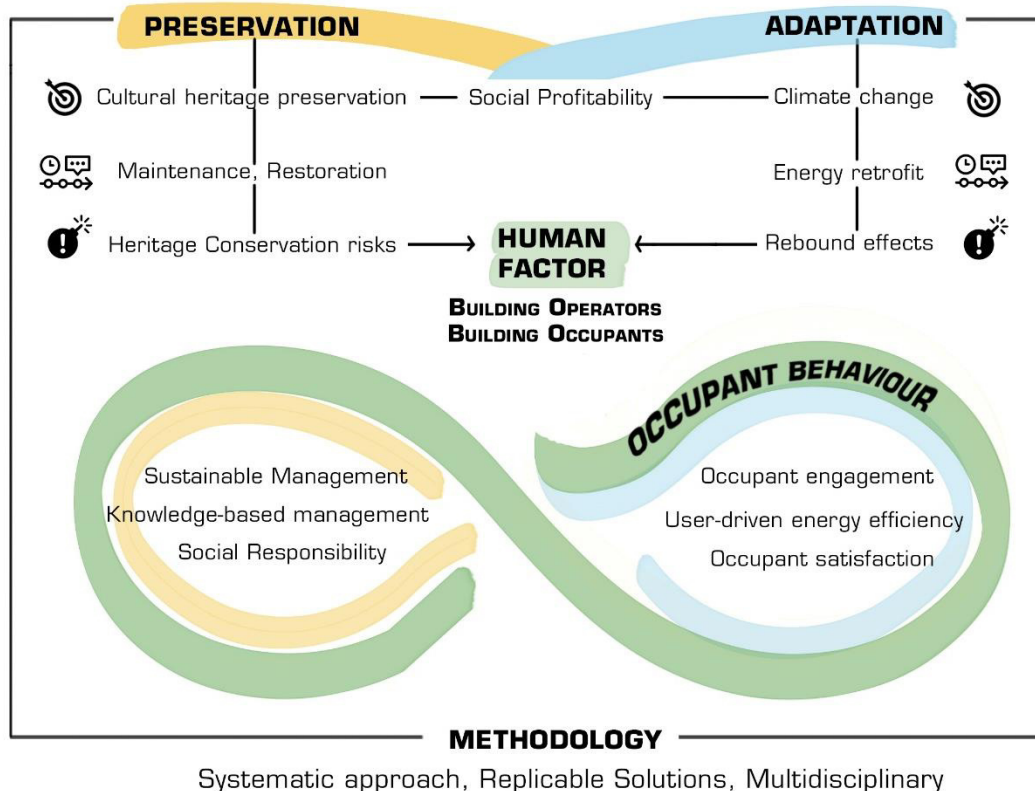 PRESERVATION
ADAPTATION
Cultural heritage preservation
Social Profitability
Climate change
Maintenance, Restoration
Energy retrofit
Heritage Conservation risks
HUMAN
FACTOR
Rebound effects
BUILDING OPERATORS
BUILDING OCCUPANTS
OCCUPANT BEHAVIOUR
Sustainable Management
Knowledge-based management
Social Responsibility
Occupant engagement
User-driven energy efficiency
Occupant satisfaction
METHODOLOGY
Systematic approach, Replicable Solutions, Multidisciplinary